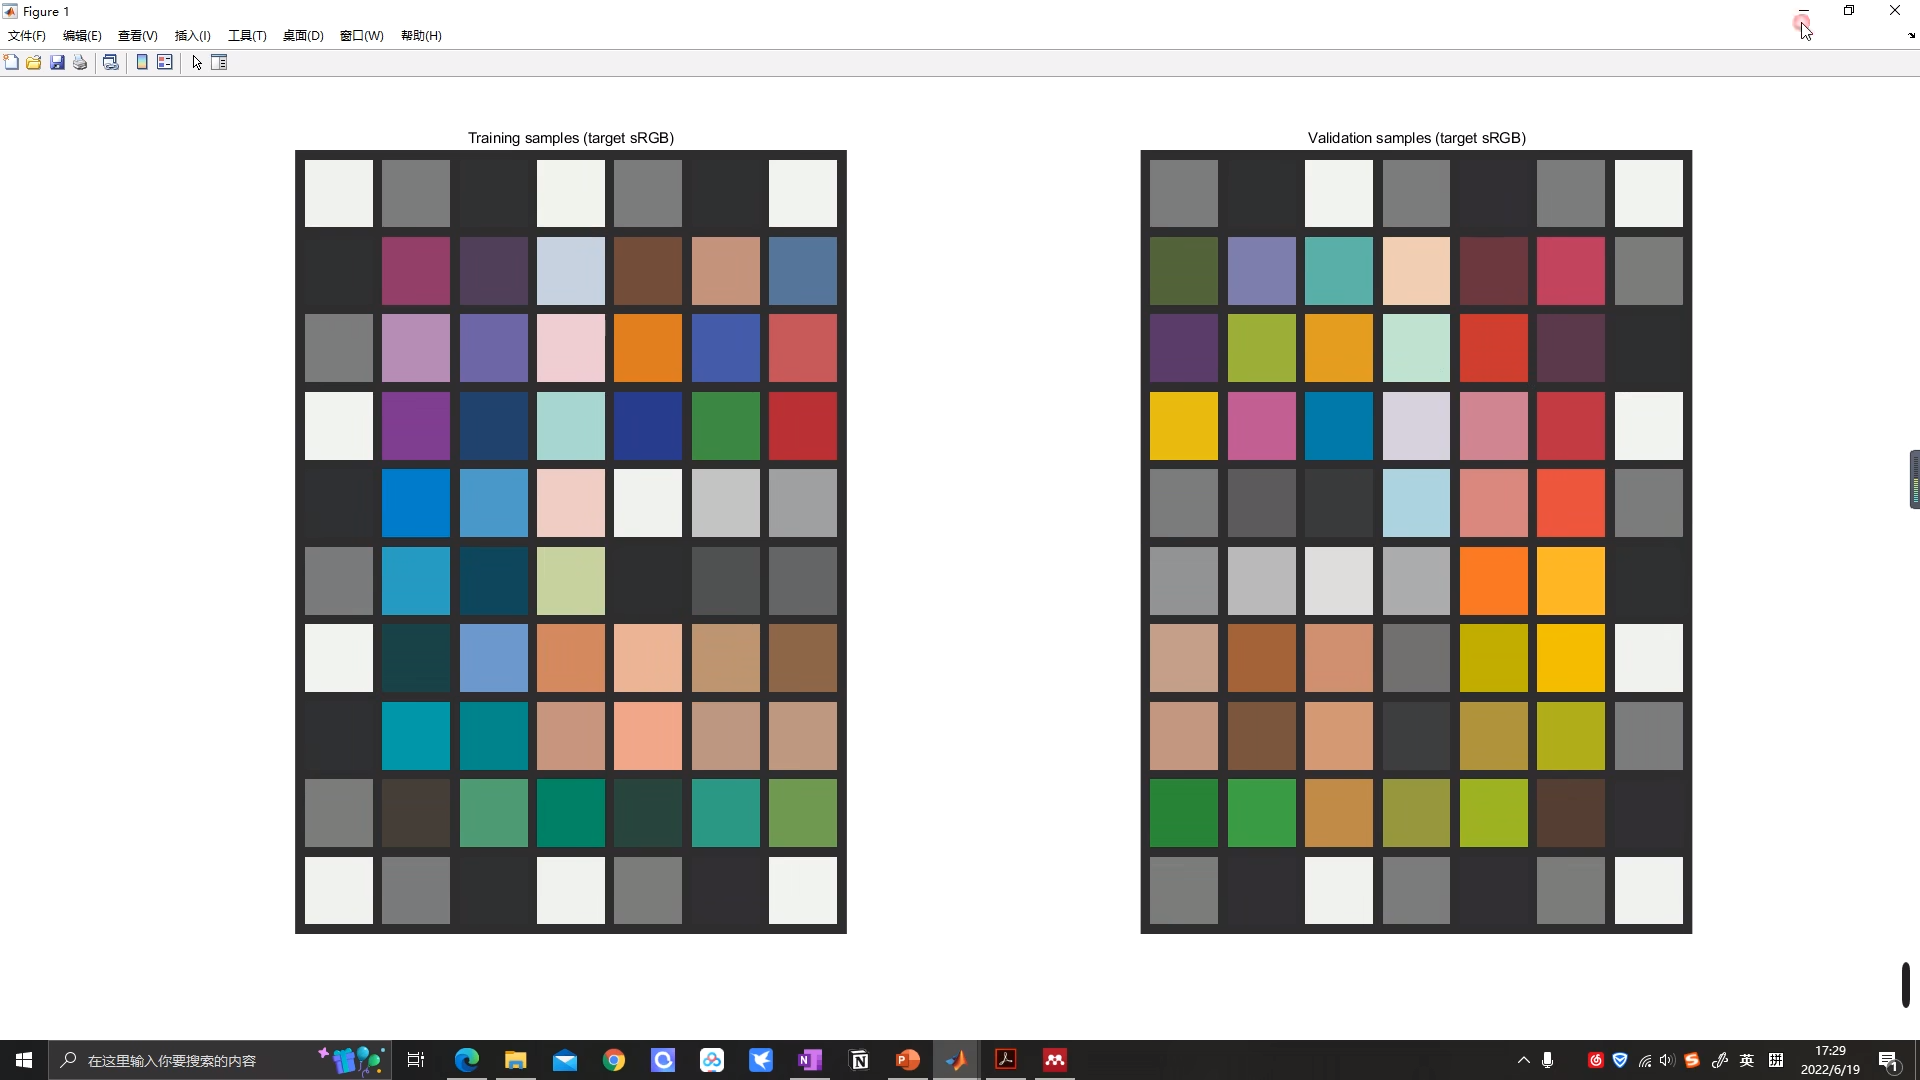 Figure 1
文件(F) 编辑(E) 查看(V) 插入(I) 工具(T) 桌面(D) 窗口(W) 帮助(H)
Training samples (target sRGB)
Validation samples (target sRGB)
在这里输入你要搜索的内容
英
拼
17:29
2022/6/19
1